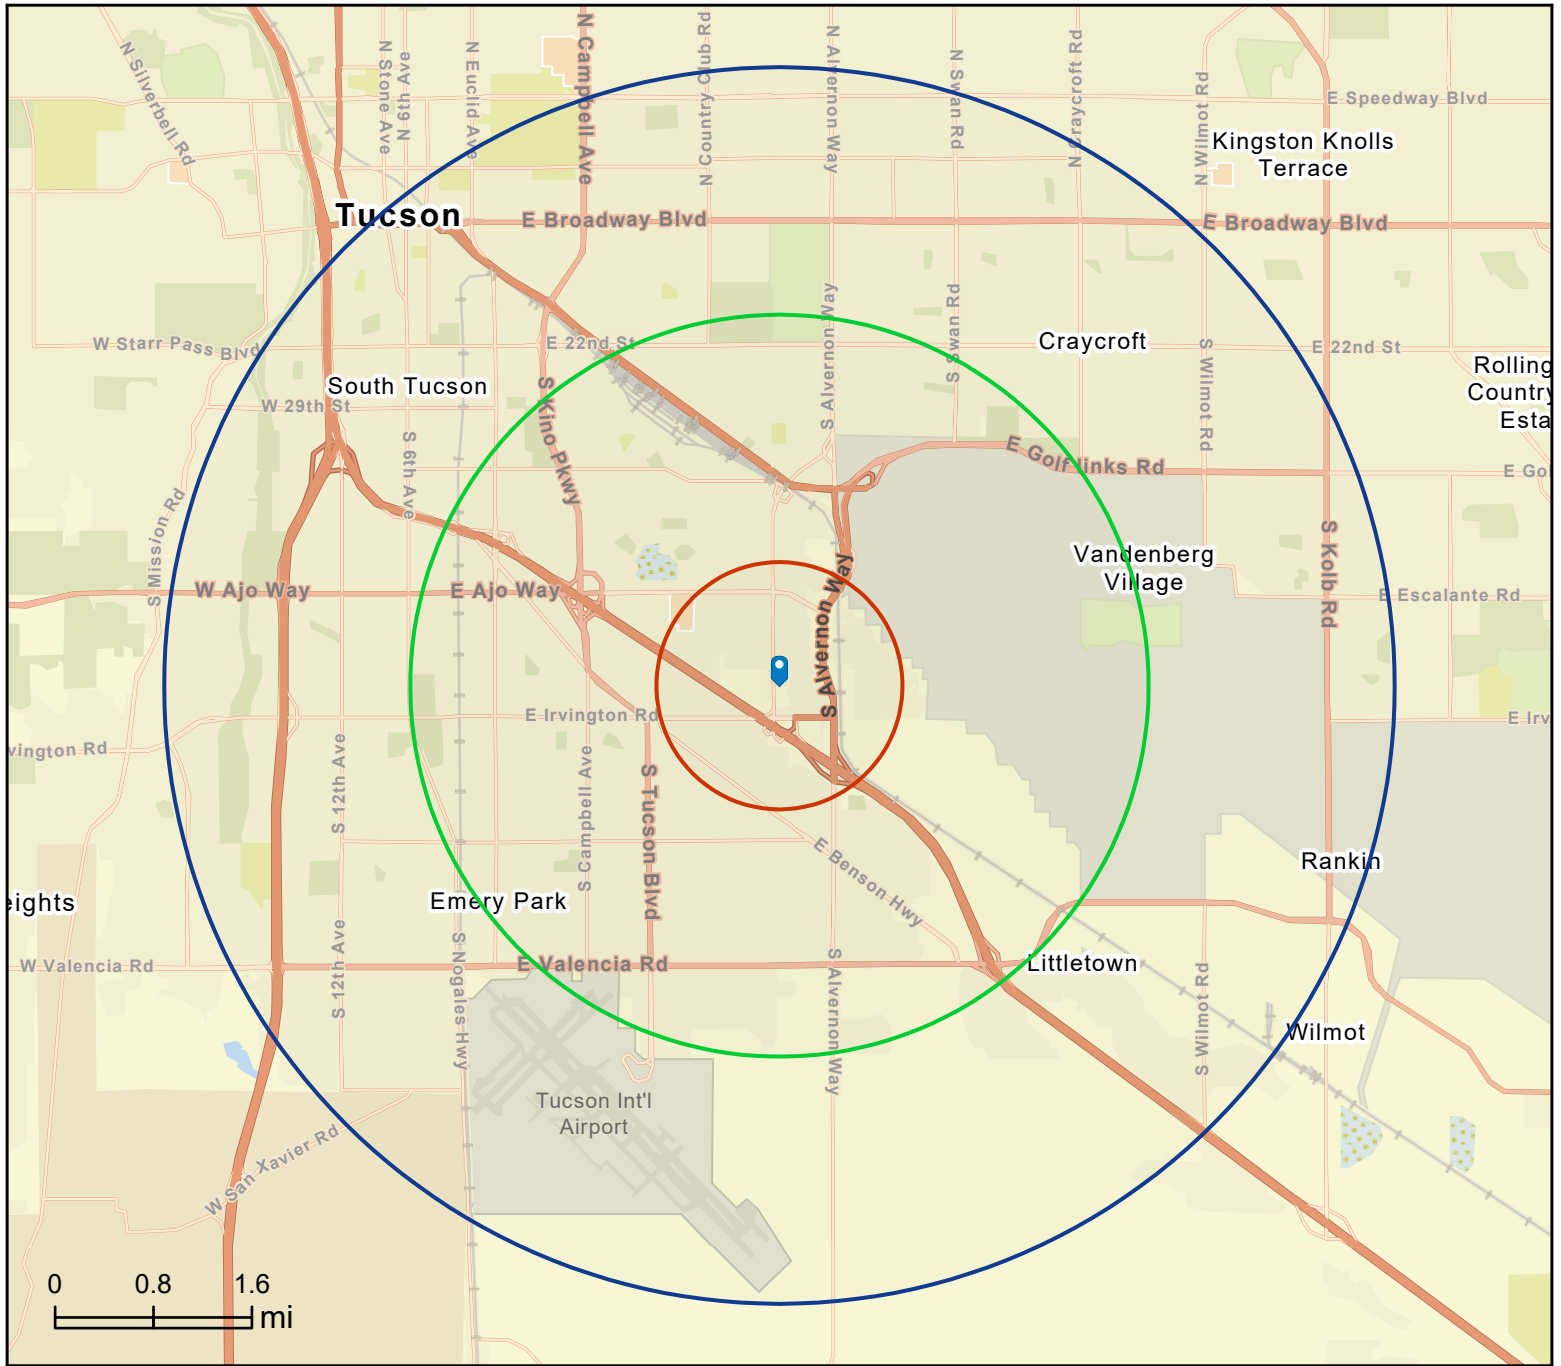 N Silverbell Rd
N Stone Ave
N 6th Ave
N Euclid Ave
N Campbell Ave
N Country Club Rd
N Alvernon Way
N Swan Rd
N Craycroft Rd
N Wilmot Rd
E Speedway Blvd
Kingston Knolls
Terrace
Tucson
E Broadway Blvd
E Broadway Blvd
W Starr Pass Blvd
E 22nd St
S Alvernon Way
S Swan Rd
Craycroft
S Wilmot Rd
E 22nd St
Rolling
Country
Esta
South Tucson
W 29th St
S Kino Pkwy
S 6th Ave
E Golf links Rd
E Gol
S Mission Rd
W Ajo Way
E Ajo Way
Vandenberg
Village
S Kolb Rd
E Escalante Rd
S Alvernon Way
E Irvington Rd
E Irv
vington Rd
S 12th Ave
S Campbell Ave
S Tucson Blvd
E Benson Hwy
Rankin
eights
Emery Park
S 12th Ave
S Nogales Hwy
W Valencia Rd
E Valencia Rd
S Alvernon Way
Littletown
S Wilmot Rd
Wilmot
Tucson Int'l
Airport
W San Xavier Rd
0 0.8 1.6
mi